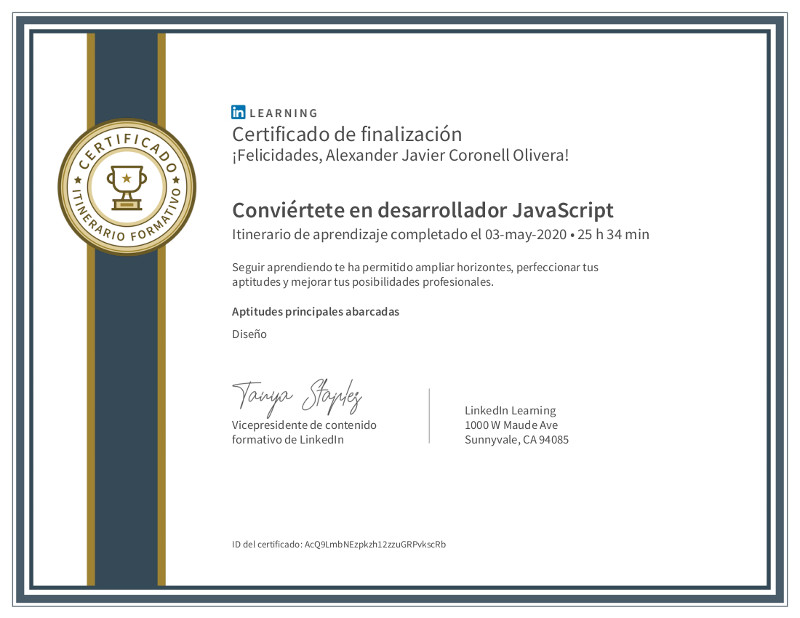 CERTIFICADO
ITINERARIO FORMATIVO
in LEARNING
Certificado de finalización
¡Felicidades, Alexander Javier Coronell Olivera!
Conviértete en desarrollador JavaScript
Itinerario de aprendizaje completado el 03-may-2020 • 25 h 34 min
Seguir aprendiendo te ha permitido ampliar horizontes, perfeccionar tus
aptitudes y mejorar tus posibilidades profesionales.
Aptitudes principales abarcadas
Diseño
Tanya Staples
Vicepresidente de contenido
formativo de LinkedIn
LinkedIn Learning
1000 W Maude Ave
Sunnyvale, CA 94085
ID del certificado: AcQ9LmbNEzpkzh12zzuGRPvkscRb